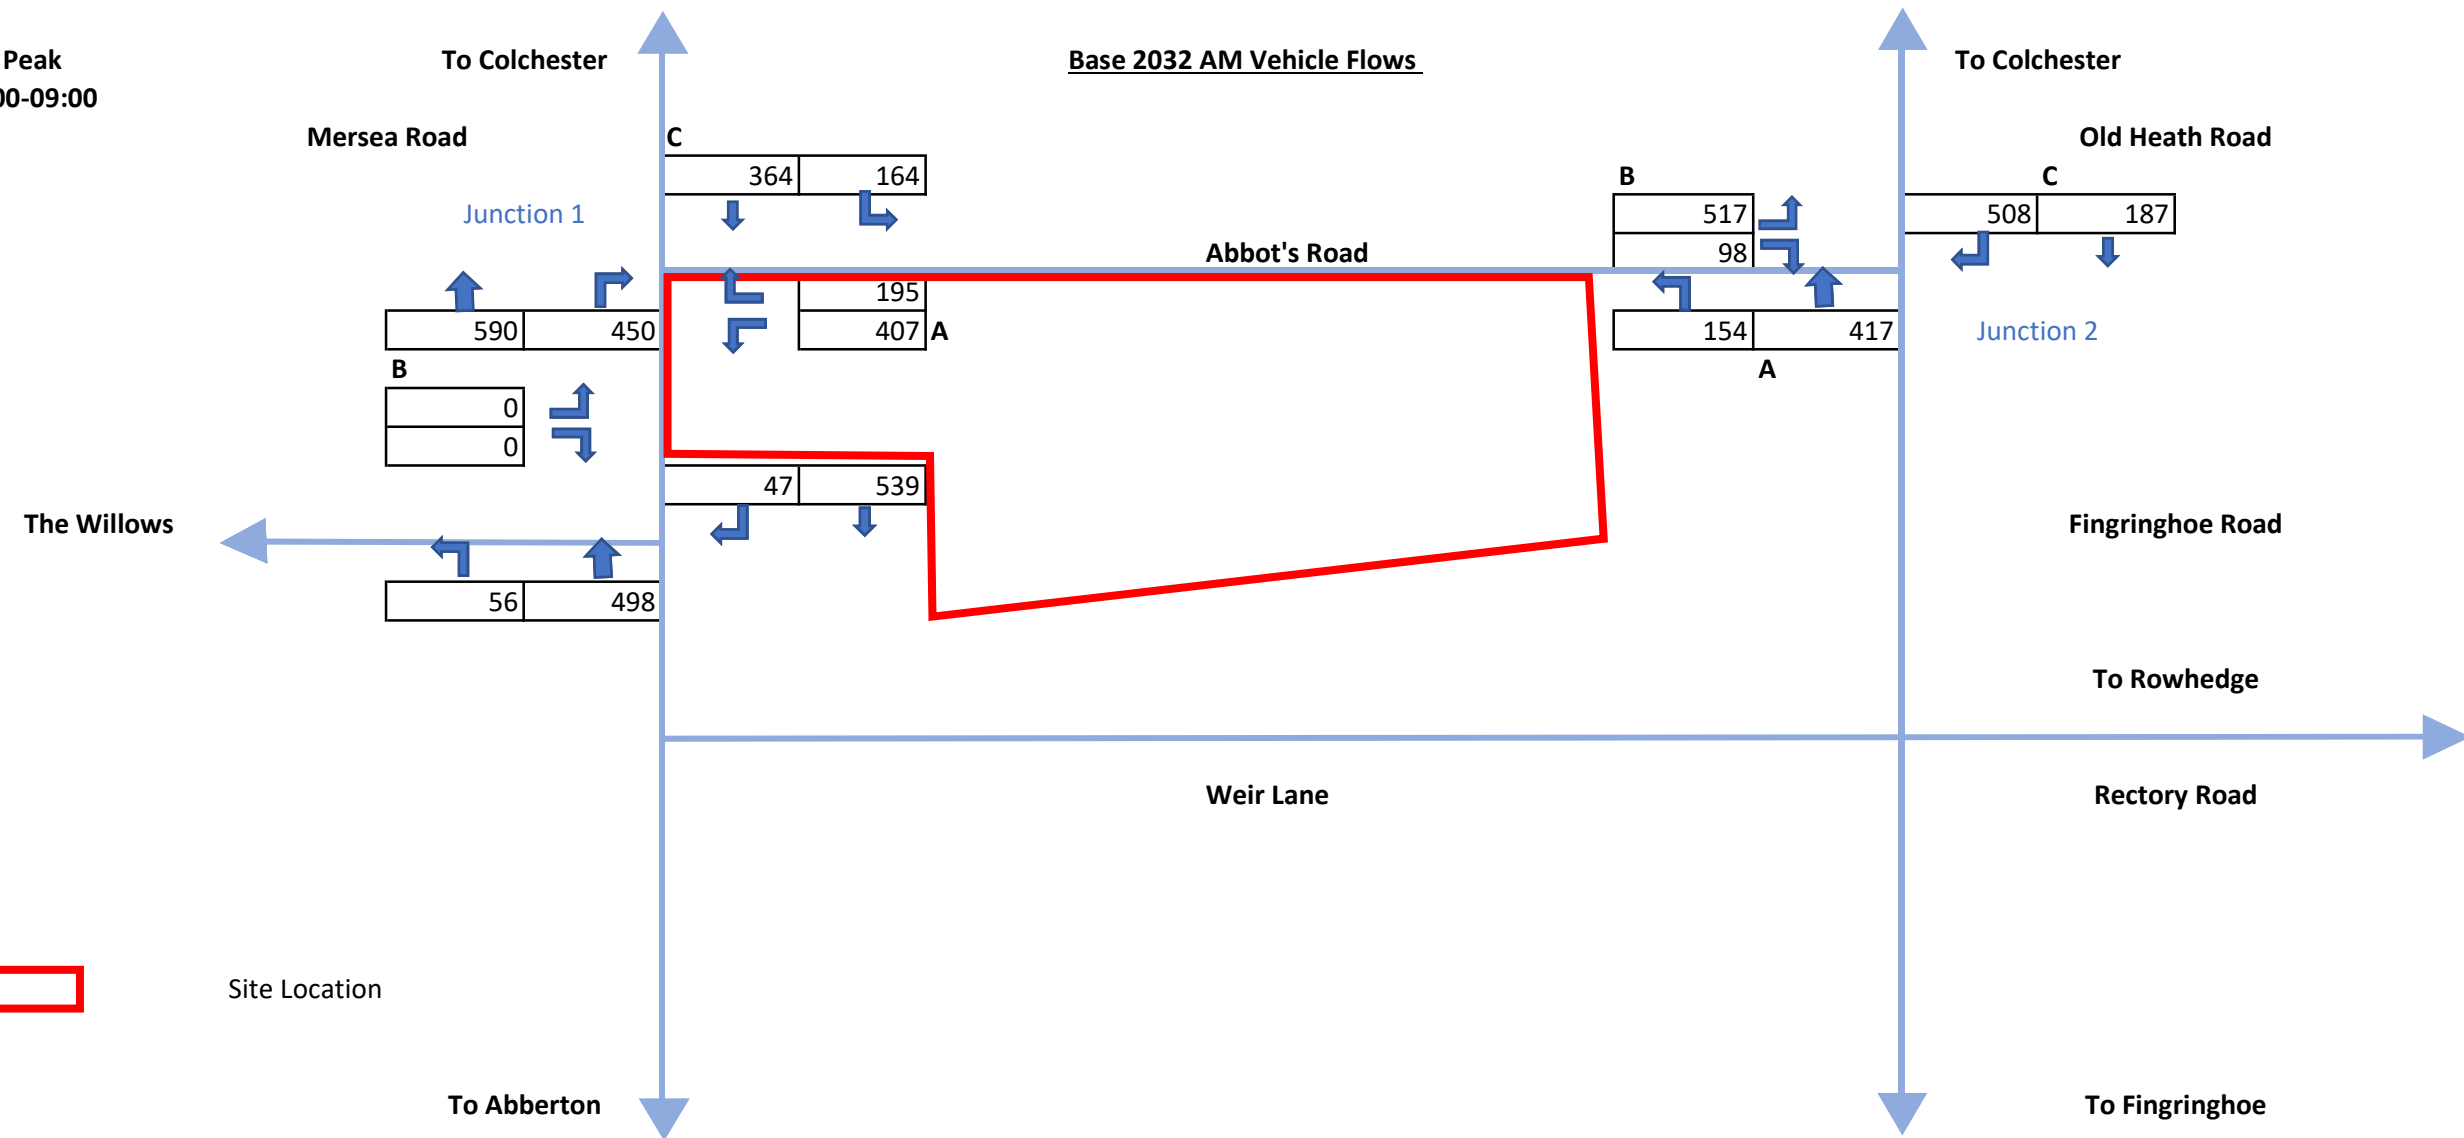 Peak
00-09:00
To Colchester
Base 2032 AM Vehicle Flows
To Colchester
Mersea Road
C
Old Heath Road
364 164
B
C
Junction 1
517
508 187
Abbot's Road
98
195
590 450
407 A
154 417
Junction 2
B
A
0
0
47 539
The Willows
Fingringhoe Road
56 498
To Rowhedge
Weir Lane
Rectory Road
Site Location
To Abberton
To Fingringhoe